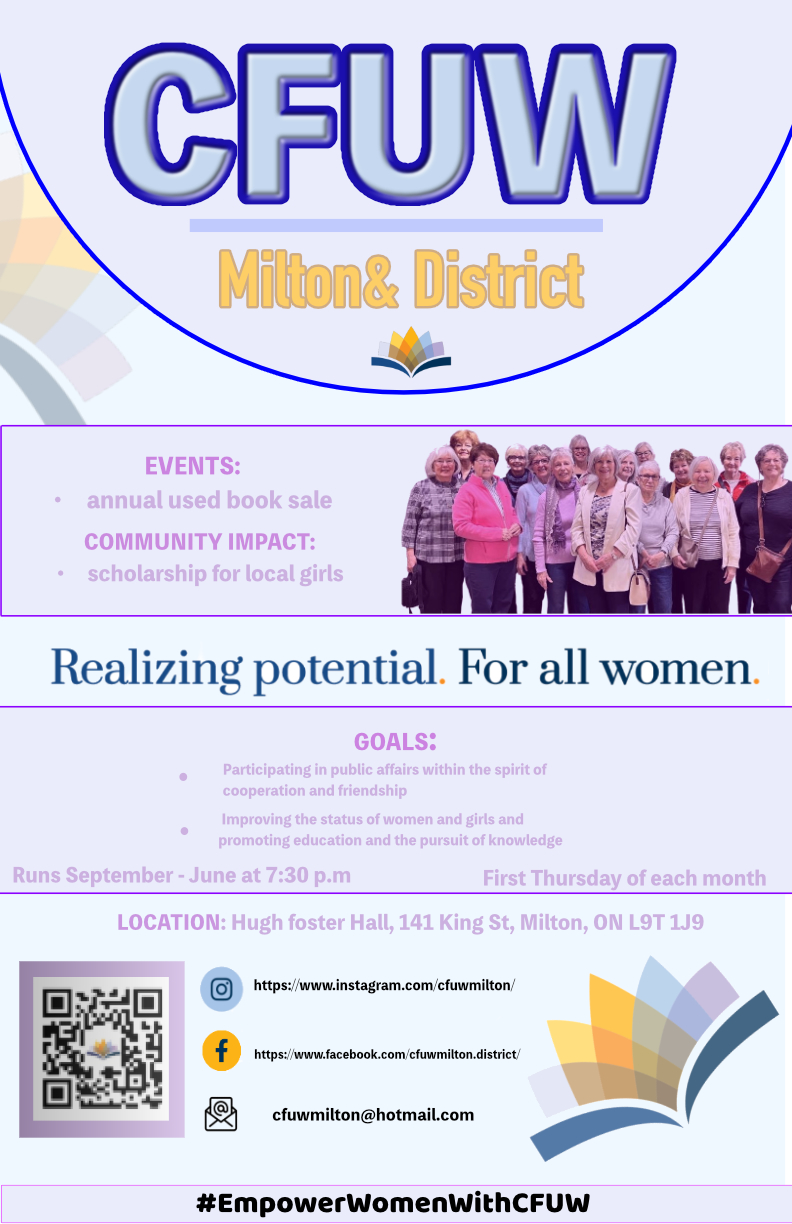 CFUW
Milton& District
EVENTS:
• annual used book sale
COMMUNITY IMPACT:
• scholarship for local girls
Realizing potential. For all women.
GOALS:
• Participating in public affairs within the spirit of
cooperation and friendship
• Improving the status of women and girls and
promoting education and the pursuit of knowledge
Runs September - June at 7:30 p.m
First Thursday of each month
LOCATION: Hugh foster Hall, 141 King St, Milton, ON L9T 1J9
https://www.instagram.com/cfuwmilton/
https://www.facebook.com/cfuwmilton.district/
cfuwmilton@hotmail.com
#EmpowerWomenWithCFUW